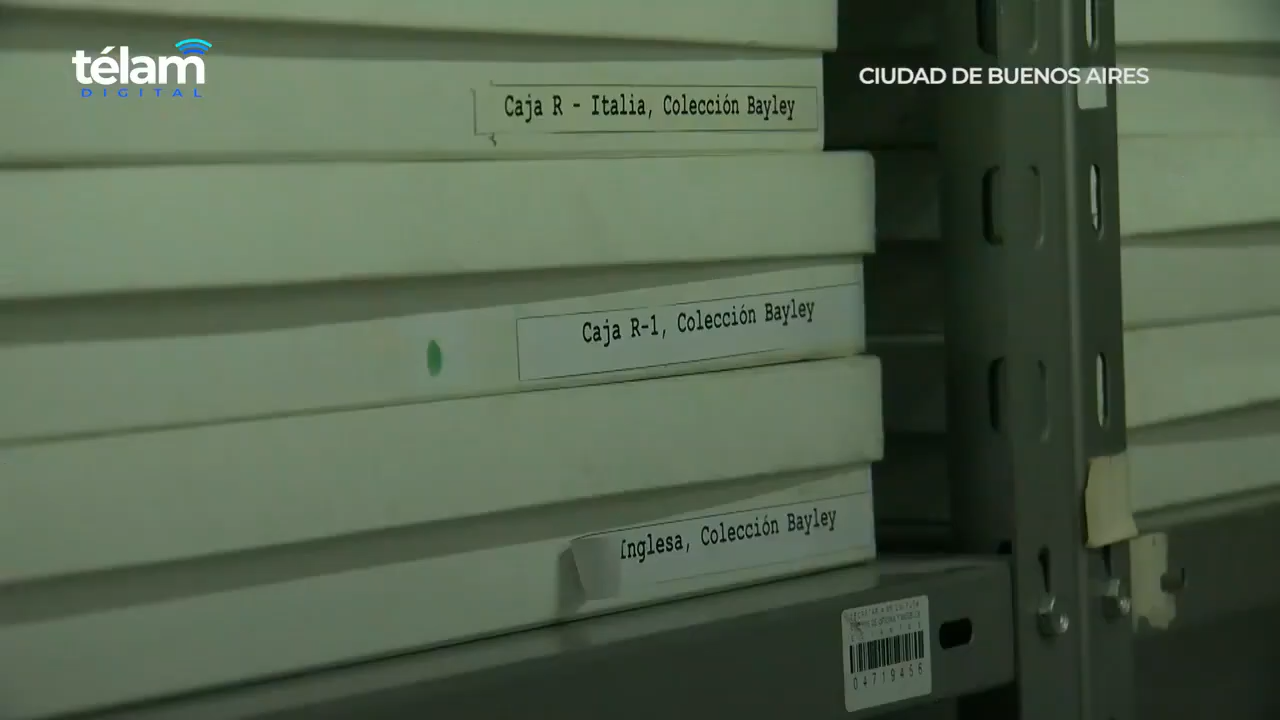 télam
DIGITAL
CIUDAD DE BUENOS AIRES
Caja R - Italia, Colección Bayley
Caja R-1, Colección Bayley
Inglesa, Colección Bayley
04719456